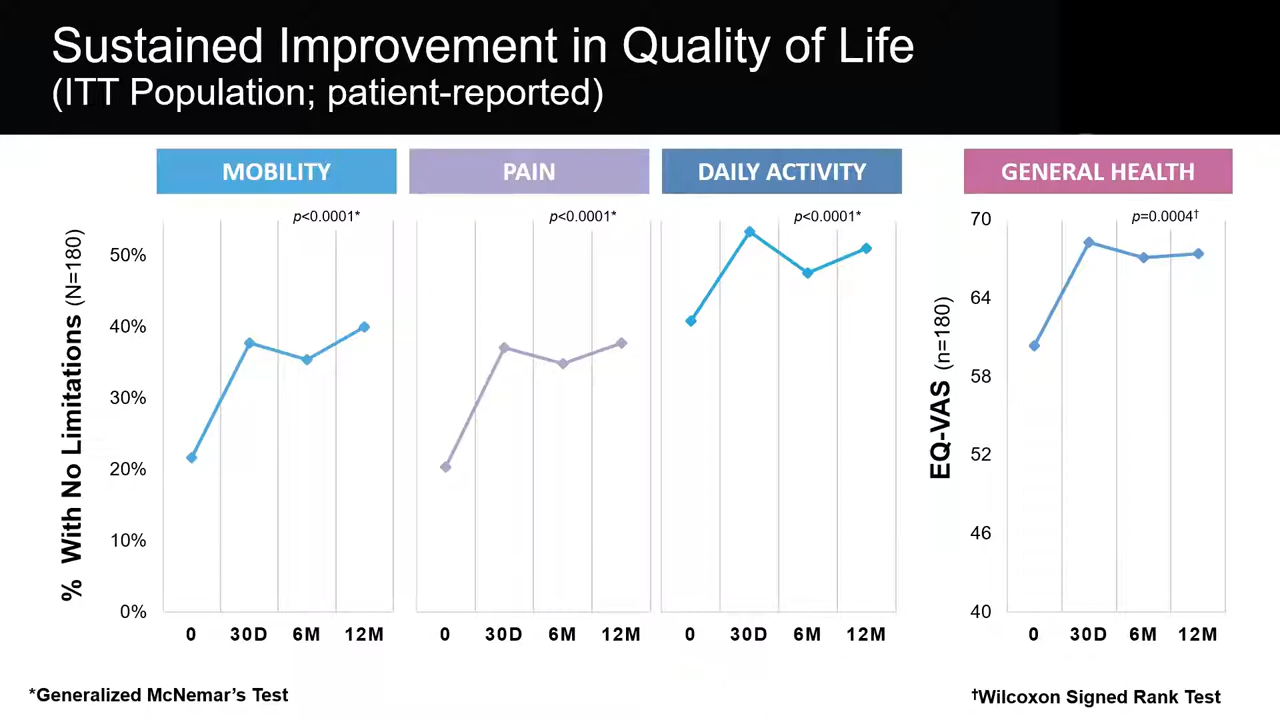 Sustained Improvement in Quality of Life
(ITT Population; patient-reported)
MOBILITY
PAIN
DAILY ACTIVITY
GENERAL HEALTH
% With No Limitations (N=180)
50%
40%
30%
20%
10%
0%
p<0.0001*
0 30D 6M 12M
p<0.0001*
0 30D 6M 12M
p<0.0001*
0 30D 6M 12M
EQ-VAS (n=180)
70
64
58
52
46
40
p=0.0004†
0 30D 6M 12M
*Generalized McNemar’s Test
†Wilcoxon Signed Rank Test